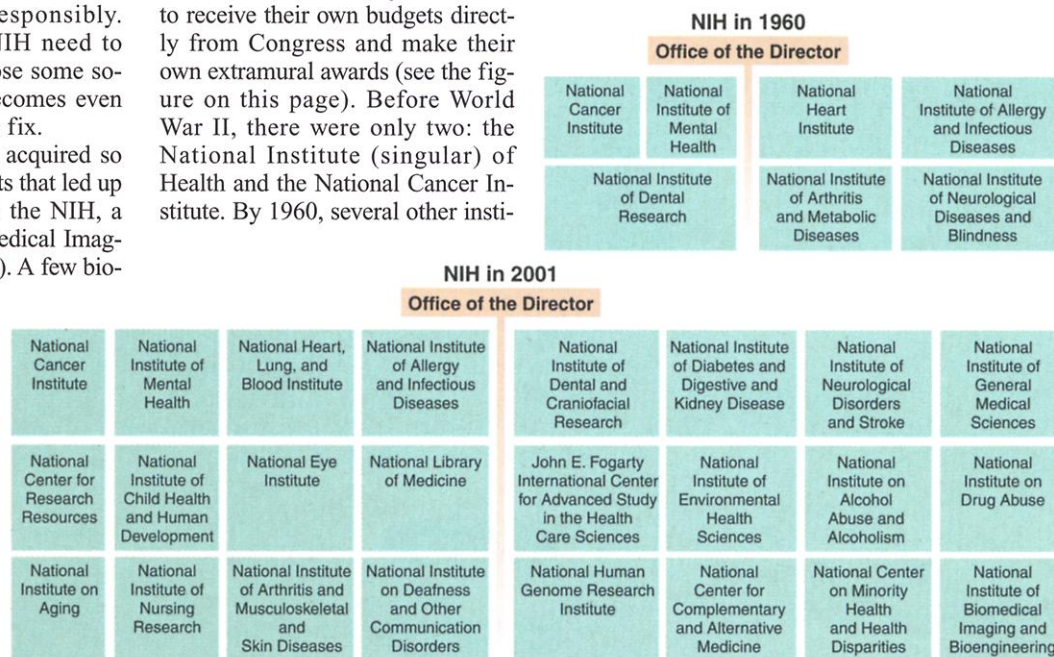 esponsibly.
NIH need to
ose some so-
ecomes even
fix.
acquired so
ts that led up
the NIH, a
edical Imag-
). A few bio-
to receive their own budgets direct-
ly from Congress and make their
own extramural awards (see the fig-
ure on this page). Before World
War II, there were only two: the
National Institute (singular) of
Health and the National Cancer In-
stitute. By 1960, several other insti-
NIH in 1960
Office of the Director
National
Cancer
Institute
National
Institute of
Mental
Health
National
Heart
Institute
National
Institute of Allergy
and Infectious
Diseases
National Institute
of Dental
Research
National Institute
of Arthritis
and Metabolic
Diseases
National Institute
of Neurological
Diseases and
Blindness
NIH in 2001
Office of the Director
National
Cancer
Institute
National
Institute of
Mental
Health
National Heart,
Lung, and
Blood Institute
National Institute
of Allergy
and Infectious
Diseases
National
Institute of
Dental and
Craniofacial
Research
National Institute
of Diabetes and
Digestive and
Kidney Disease
National
Institute of
Neurological
Disorders
and Stroke
National
Institute of
General
Medical
Sciences
National
Center for
Research
Resources
National
Institute of
Child Health
and Human
Development
National Eye
Institute
National Library
of Medicine
John E. Fogarty
International Center
for Advanced Study
in the Health
Care Sciences
National
Institute of
Environmental
Health
Sciences
National
Institute on
Alcohol
Abuse and
Alcoholism
National
Institute on
Drug Abuse
National
Institute on
Aging
National
Institute of
Nursing
Research
National Institute
of Arthritis and
Musculoskeletal
and
Skin Diseases
National Institute
on Deafness
and Other
Communication
Disorders
National Human
Genome Research
Institute
National
Center for
Complementary
and Alternative
Medicine
National Center
on Minority
Health
and Health
Disparities
National
Institute of
Biomedical
Imaging and
Bioengineering